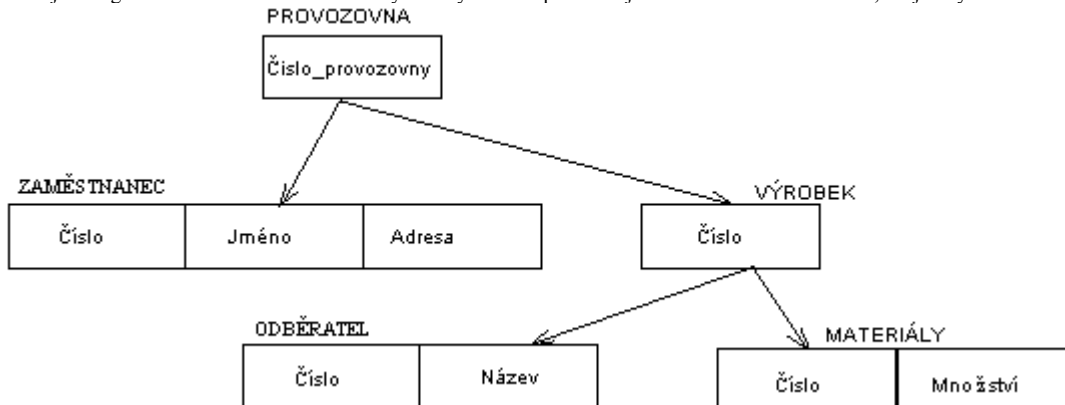 PROVOZOVNA
Číslo_provozovny
ZAMĚSTNANEC
VÝROBEK
Číslo Jméno Adresa
Číslo
ODBĚRATEL
MATERIÁLY
Číslo Název
Číslo Množství